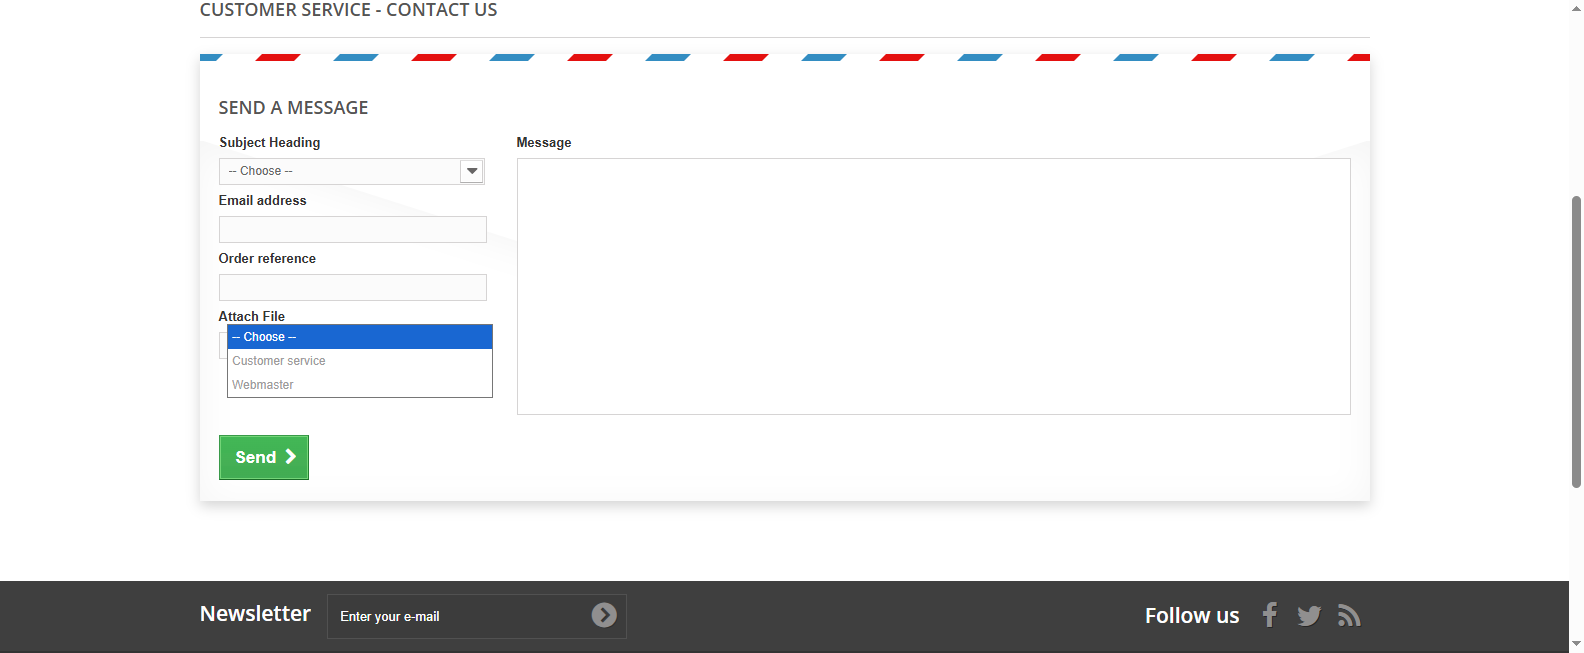 CUSTOMER SERVICE - CONTACT US
SEND A MESSAGE
Subject Heading
-- Choose --
Email address
Order reference
Attach File
-- Choose --
Customer service
Webmaster
Message
Send
Newsletter
Enter your e-mail
Follow us